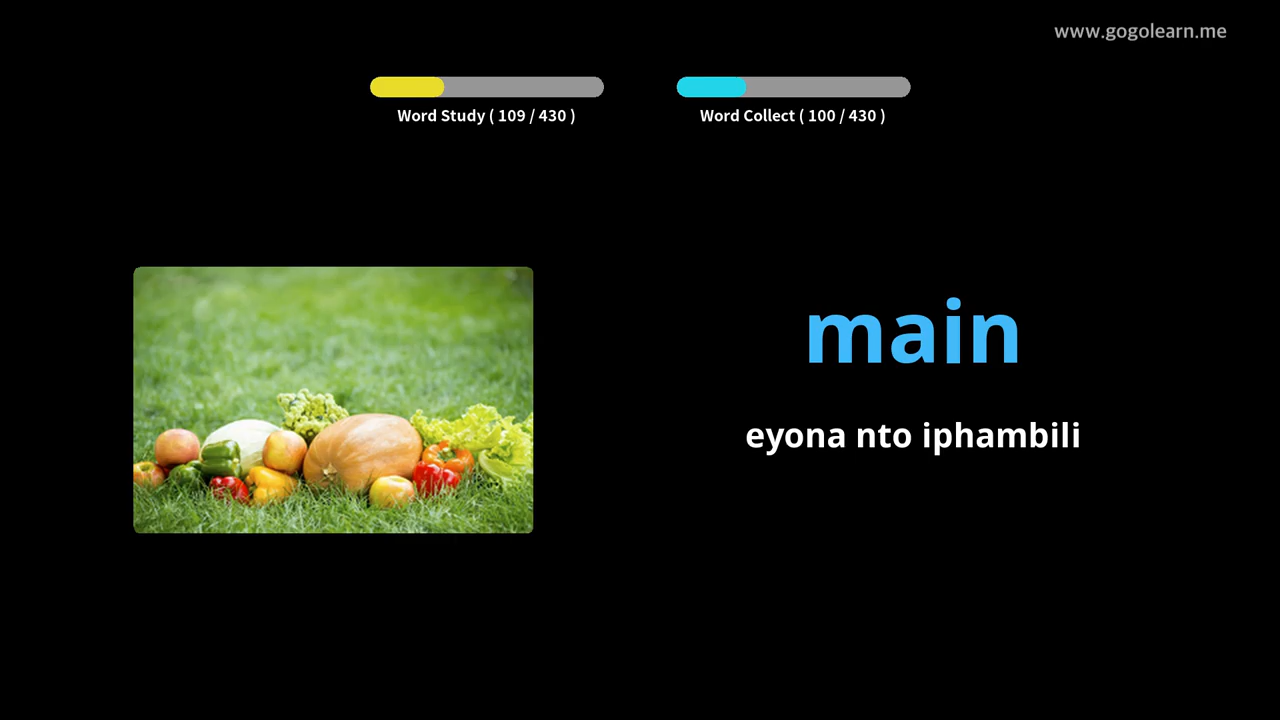 www.gogolearn.me
Word Study ( 109 / 430 )
Word Collect ( 100 / 430 )
main
eyona nto iphambili